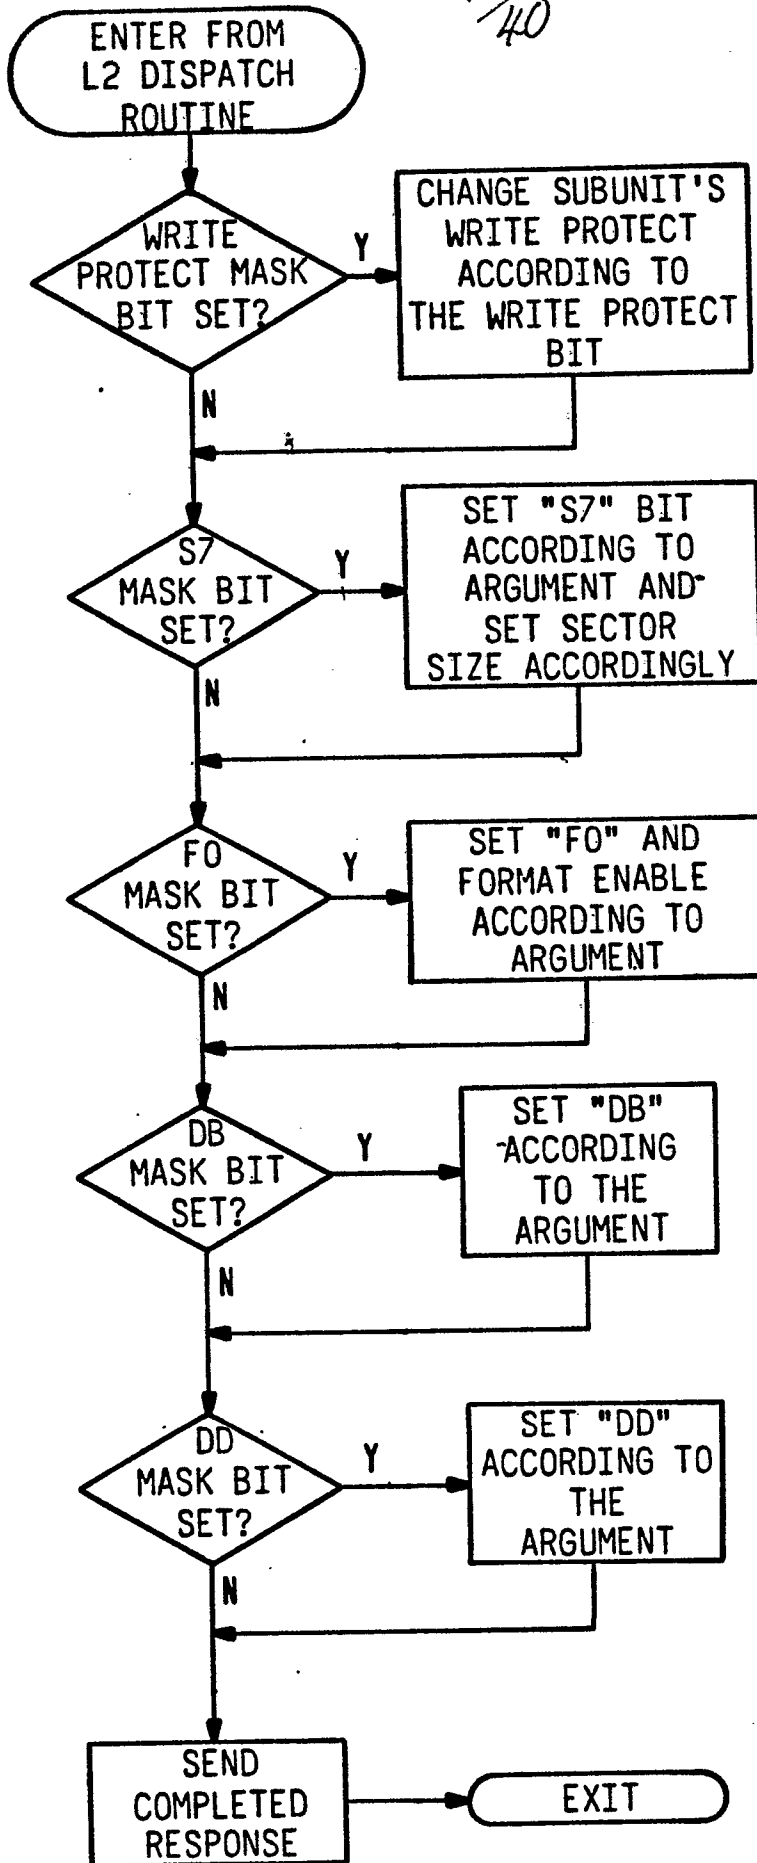 /40
ENTER FROM
L2 DISPATCH
ROUTINE
WRITE
PROTECT MASK
BIT SET?
Y
CHANGE SUBUNIT'S
WRITE PROTECT
ACCORDING TO
THE WRITE PROTECT
BIT
N
S7
MASK BIT
SET?
Y
SET "S7" BIT
ACCORDING TO
ARGUMENT AND
SET SECTOR
SIZE ACCORDINGLY
N
FO
MASK BIT
SET?
Y
SET "FO" AND
FORMAT ENABLE
ACCORDING TO
ARGUMENT
N
DB
MASK BIT
SET?
Y
SET "DB"
ACCORDING
TO THE
ARGUMENT
N
DD
MASK BIT
SET?
Y
SET "DD"
ACCORDING TO
THE
ARGUMENT
N
SEND
COMPLETED
RESPONSE
EXIT